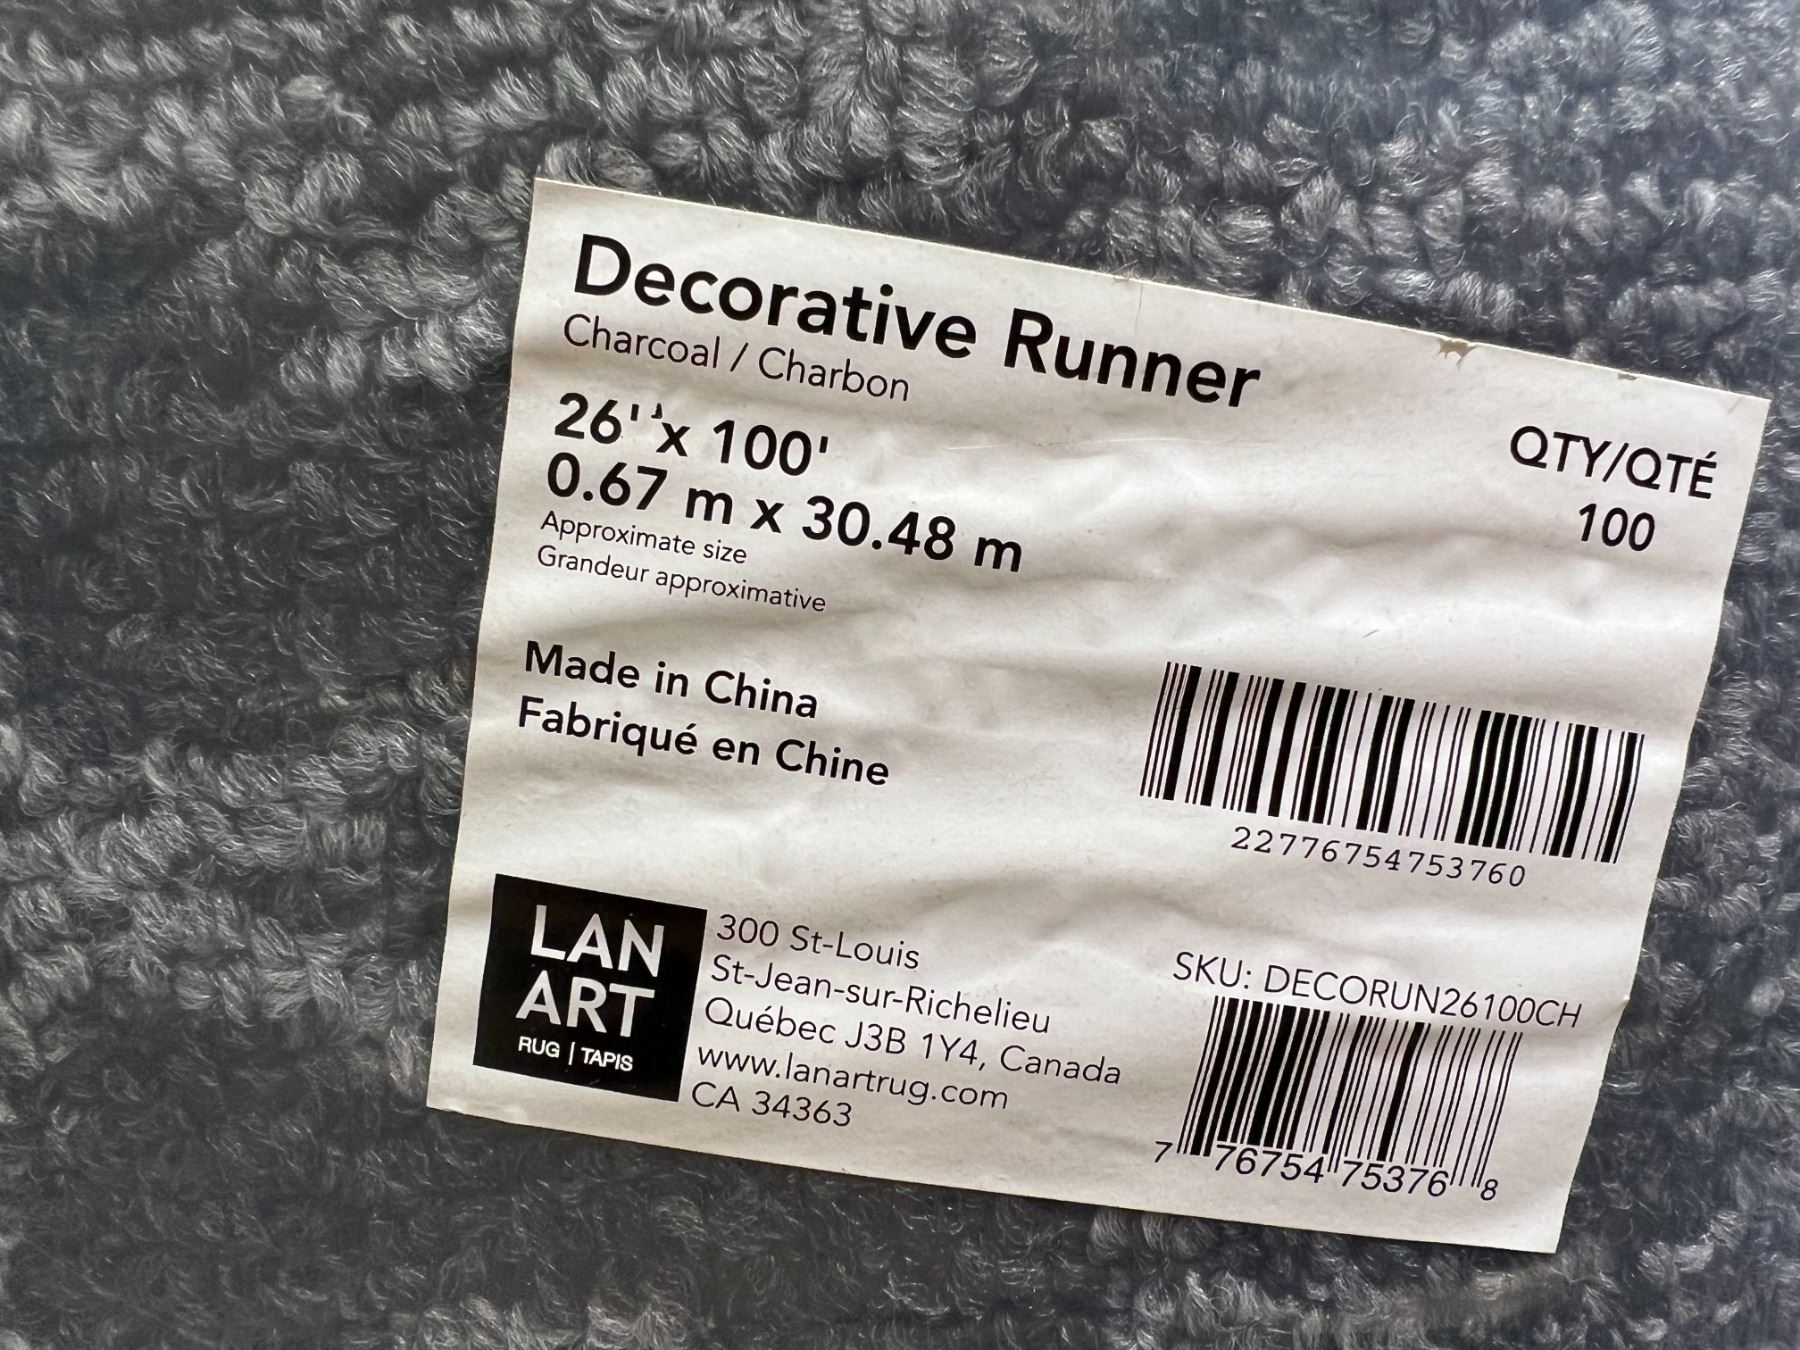 Decorative Runner
Charcoal / Charbon
26'' x 100'
0.67 m x 30.48 m
Approximate size
Grandeur approximative
QTY/QTÉ
100
Made in China
Fabriqué en Chine
22776754753760
LAN
ART
RUG | TAPIS
300 St-Louis
St-Jean-sur-Richelieu
Québec J3B 1Y4, Canada
www.lanartrug.com
CA 34363
SKU: DECORUN26100CH
7 76754 75376 8